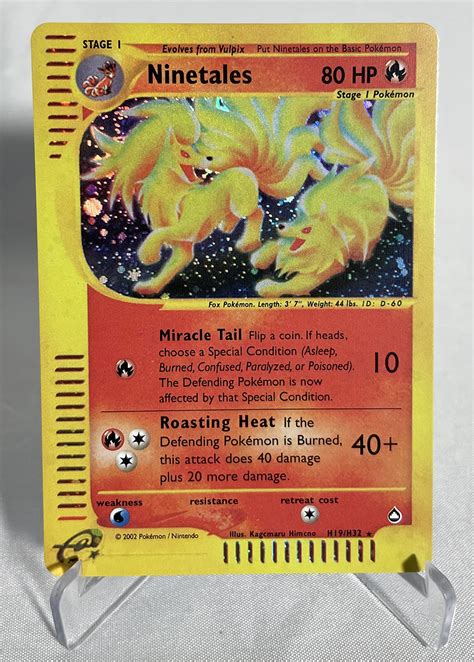 STAGE 1
Evolves from Vulpix
Put Ninetales on the Basic Pokémon
Ninetales
80 HP
Stage 1 Pokémon
Fox Pokémon. Length: 3' 7", Weight: 44 lbs. ID: D-60
Miracle Tail Flip a coin. If heads,
choose a Special Condition (Asleep,
Burned, Confused, Paralyzed, or Poisoned).
The Defending Pokémon is now
affected by that Special Condition.
10
Roasting Heat If the
Defending Pokémon is Burned,
this attack does 40 damage
plus 20 more damage.
40+
weakness
resistance
retreat cost
© 2002 Pokémon / Nintendo
Illus. Kagemaru Himeno
H19/H32 ★